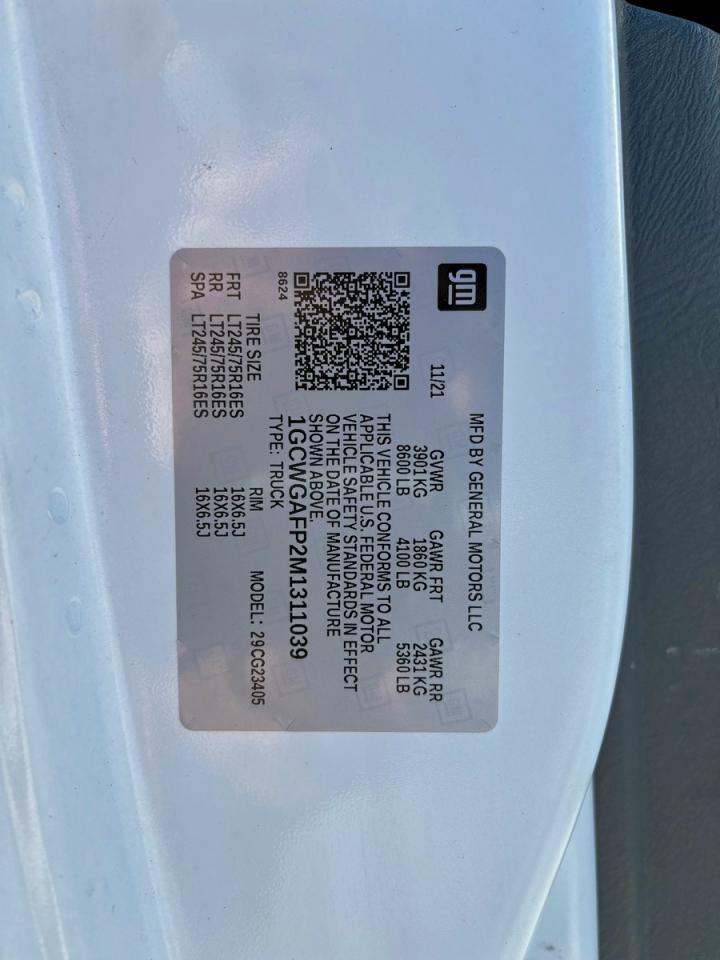 gm
MFD BY GENERAL MOTORS LLC
11/21
GVWR GAWR FRT GAWR RR
3901 KG 1860 KG 2431 KG
8600 LB 4100 LB 5360 LB
THIS VEHICLE CONFORMS TO ALL
APPLICABLE U.S. FEDERAL MOTOR
VEHICLE SAFETY STANDARDS IN EFFECT
ON THE DATE OF MANUFACTURE
SHOWN ABOVE.
8624
1GCWGAFP2M1311039
TYPE: TRUCK
TIRE SIZE RIM MODEL: 29CG23405
FRT LT245/75R16ES 16X6.5J
RR LT245/75R16ES 16X6.5J
SPA LT245/75R16ES 16X6.5J